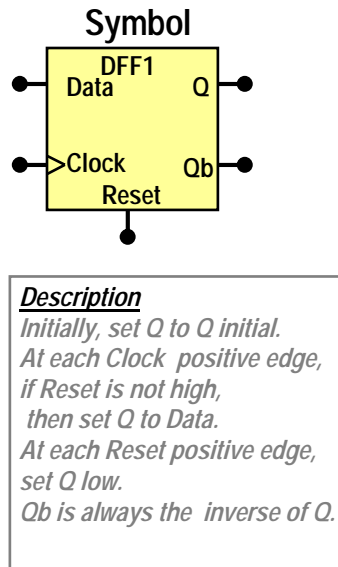 Symbol
DFF1
Data Q
Clock Qb
Reset
Description
Initially, set Q to Q initial.
At each Clock positive edge,
if Reset is not high,
then set Q to Data.
At each Reset positive edge,
set Q low.
Qb is always the inverse of Q.